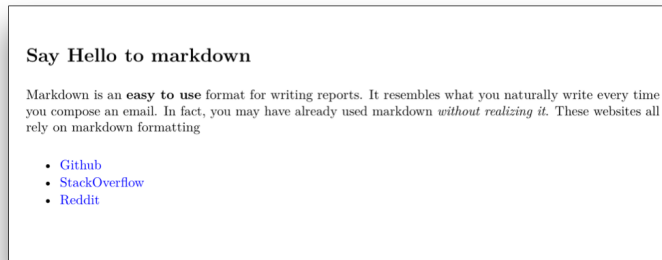 Say Hello to markdown
Markdown is an easy to use format for writing reports. It resembles what you naturally write every time
you compose an email. In fact, you may have already used markdown without realizing it. These websites all
rely on markdown formatting
• Github
• StackOverflow
• Reddit